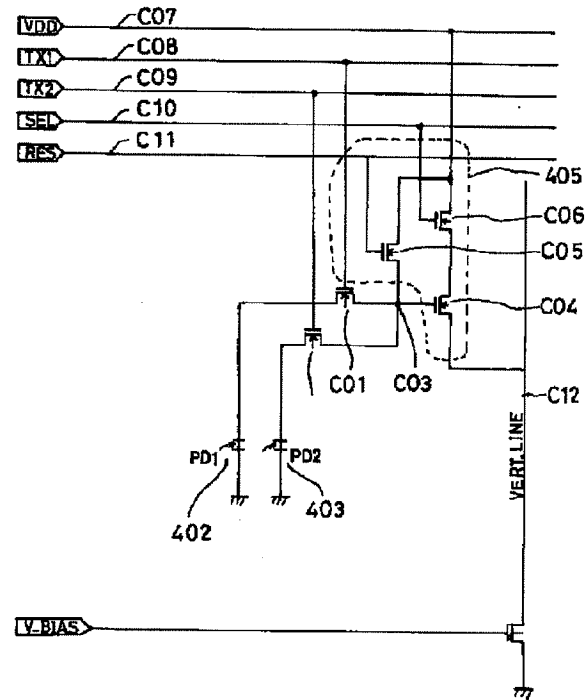 VDD C07
TX1 C08
TX2 C09
SEL C10
RES C11
405
C06
C05
C04
C01 C03
C12
PD1 PD2
402 403
VERT.LINE
V-BIAS